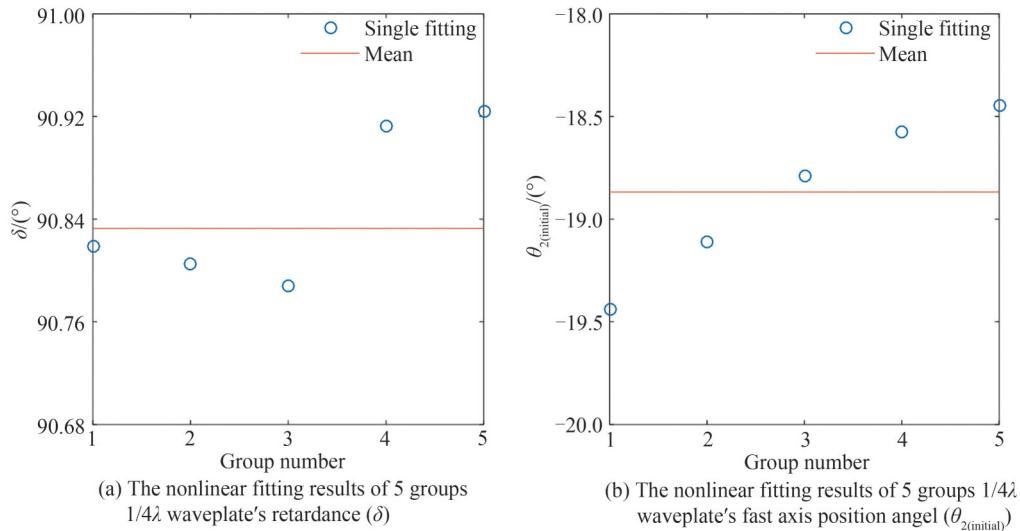 91.00
90.92
90.84
90.76
90.68
δ/(°)
Single fitting
Mean
1 2 3 4 5
Group number
(a) The nonlinear fitting results of 5 groups
1/4λ waveplate's retardance (δ)
−18.0
−18.5
−19.0
−19.5
−20.0
θ2(initial)/(°)
Single fitting
Mean
1 2 3 4 5
Group number
(b) The nonlinear fitting results of 5 groups 1/4λ
waveplate's fast axis position angel (θ2(initial))